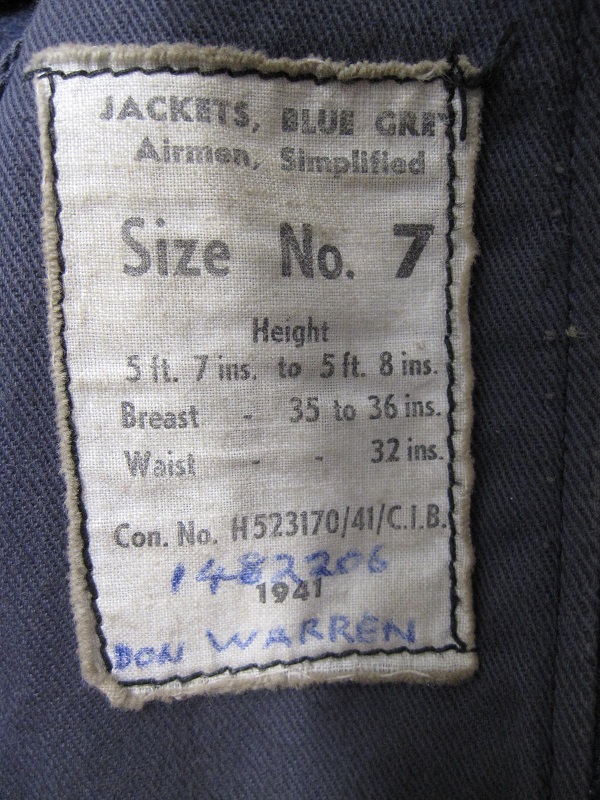 JACKETS, BLUE GREY
Airmen, Simplified
Size No. 7
Height
5 ft. 7 ins. to 5 ft. 8 ins.
Breast - 35 to 36 ins.
Waist - - 32 ins.
Con. No. H523170/41/C.I.B.
1482206
1941
DON WARREN